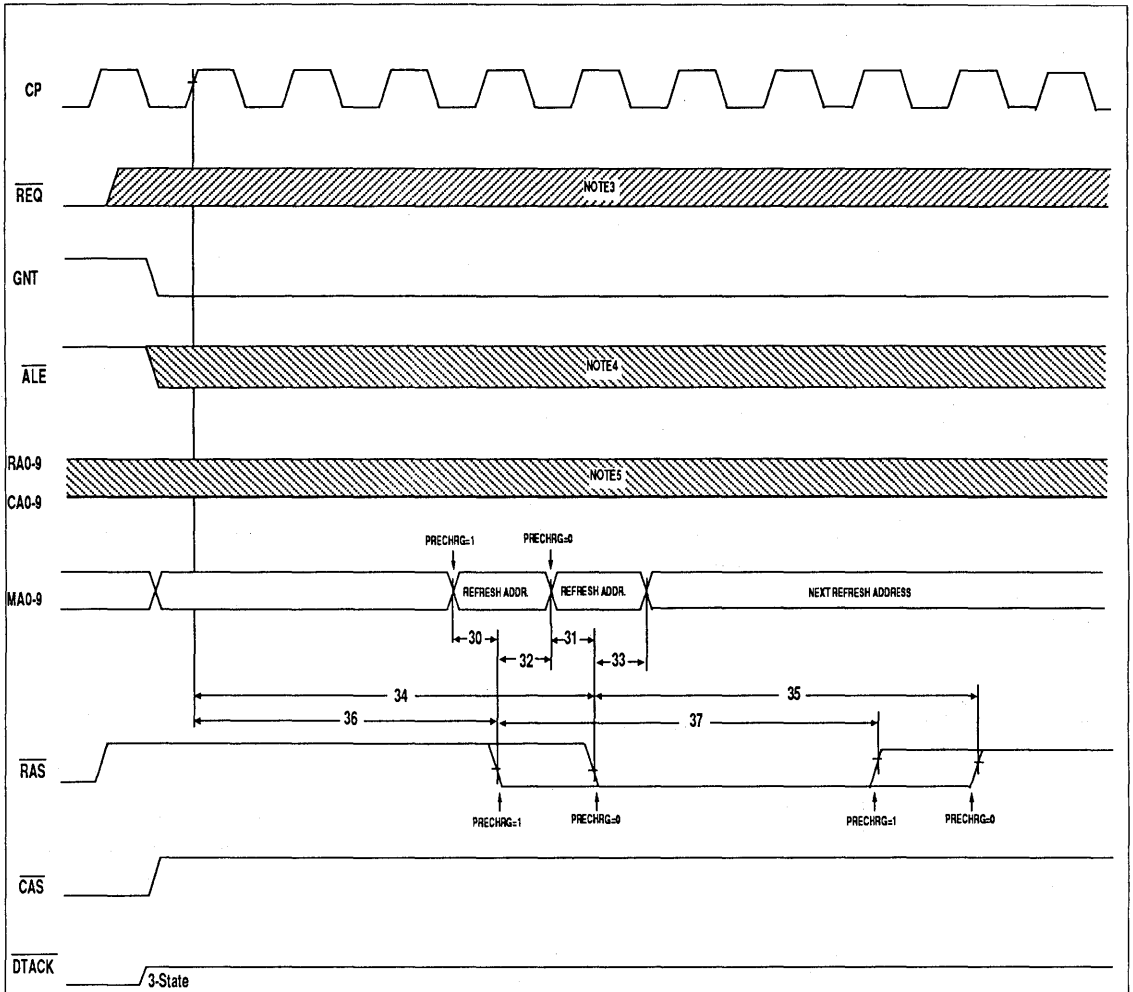 CP
REQ
NOTE3
GNT
ALE
NOTE4
RA0-9
NOTE5
CA0-9
PRECHRG=1 PRECHRG=0
MA0-9
REFRESH ADDR. REFRESH ADDR. NEXT REFRESH ADDRESS
30 31
32 33
34 35
36 37
RAS
PRECHRG=1 PRECHRG=0 PRECHRG=1 PRECHRG=0
CAS
DTACK
3-State